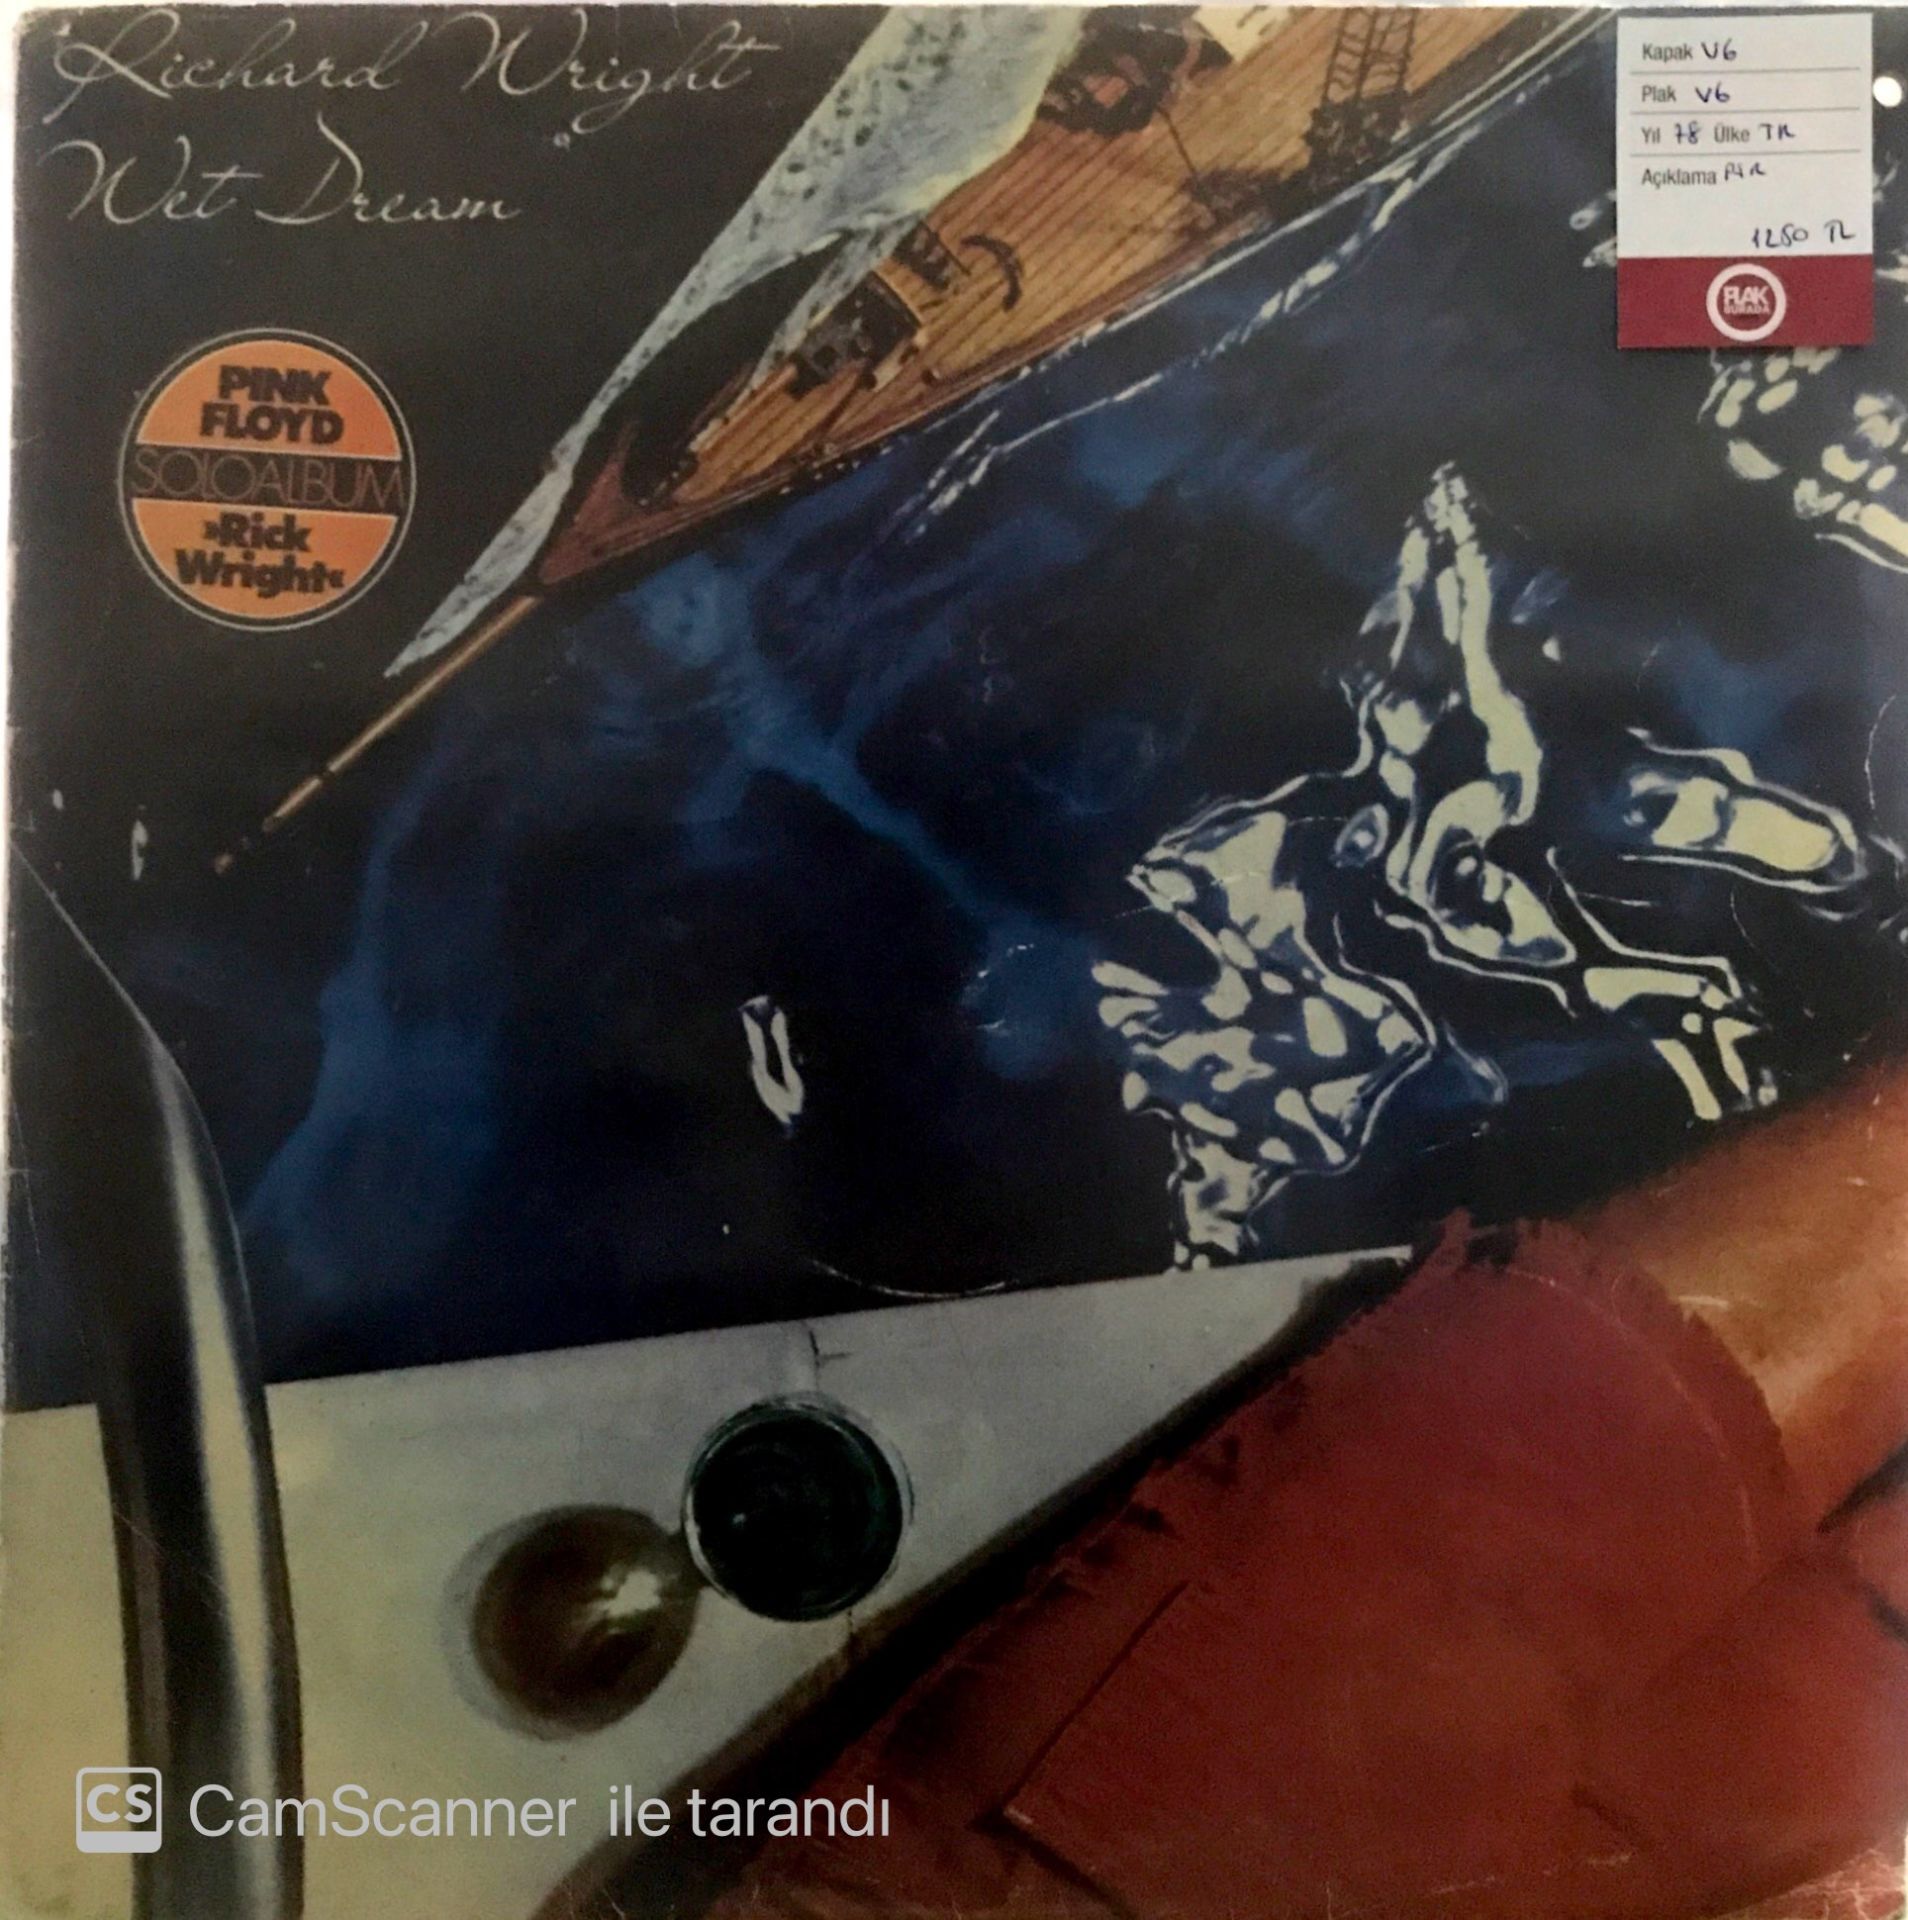 Richard Wright
Wet Dream
PINK
FLOYD
SOLOALBUM
»Rick
Wright«
Kapak VG
Plak VG
Yıl 78 Ülke TR
Açıklama
1250 TL
PLAK
BURADA
CS CamScanner ile tarandı